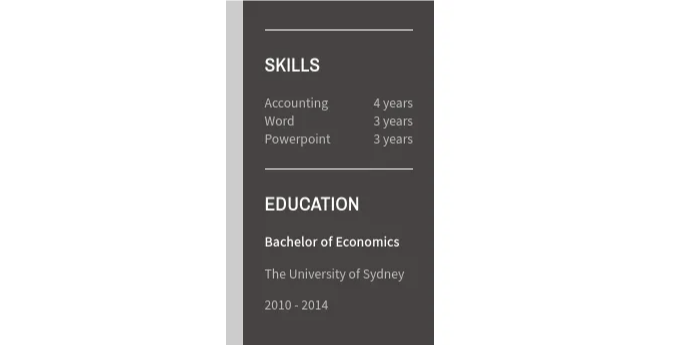 SKILLS
Accounting 4 years
Word 3 years
Powerpoint 3 years
EDUCATION
Bachelor of Economics
The University of Sydney
2010 - 2014